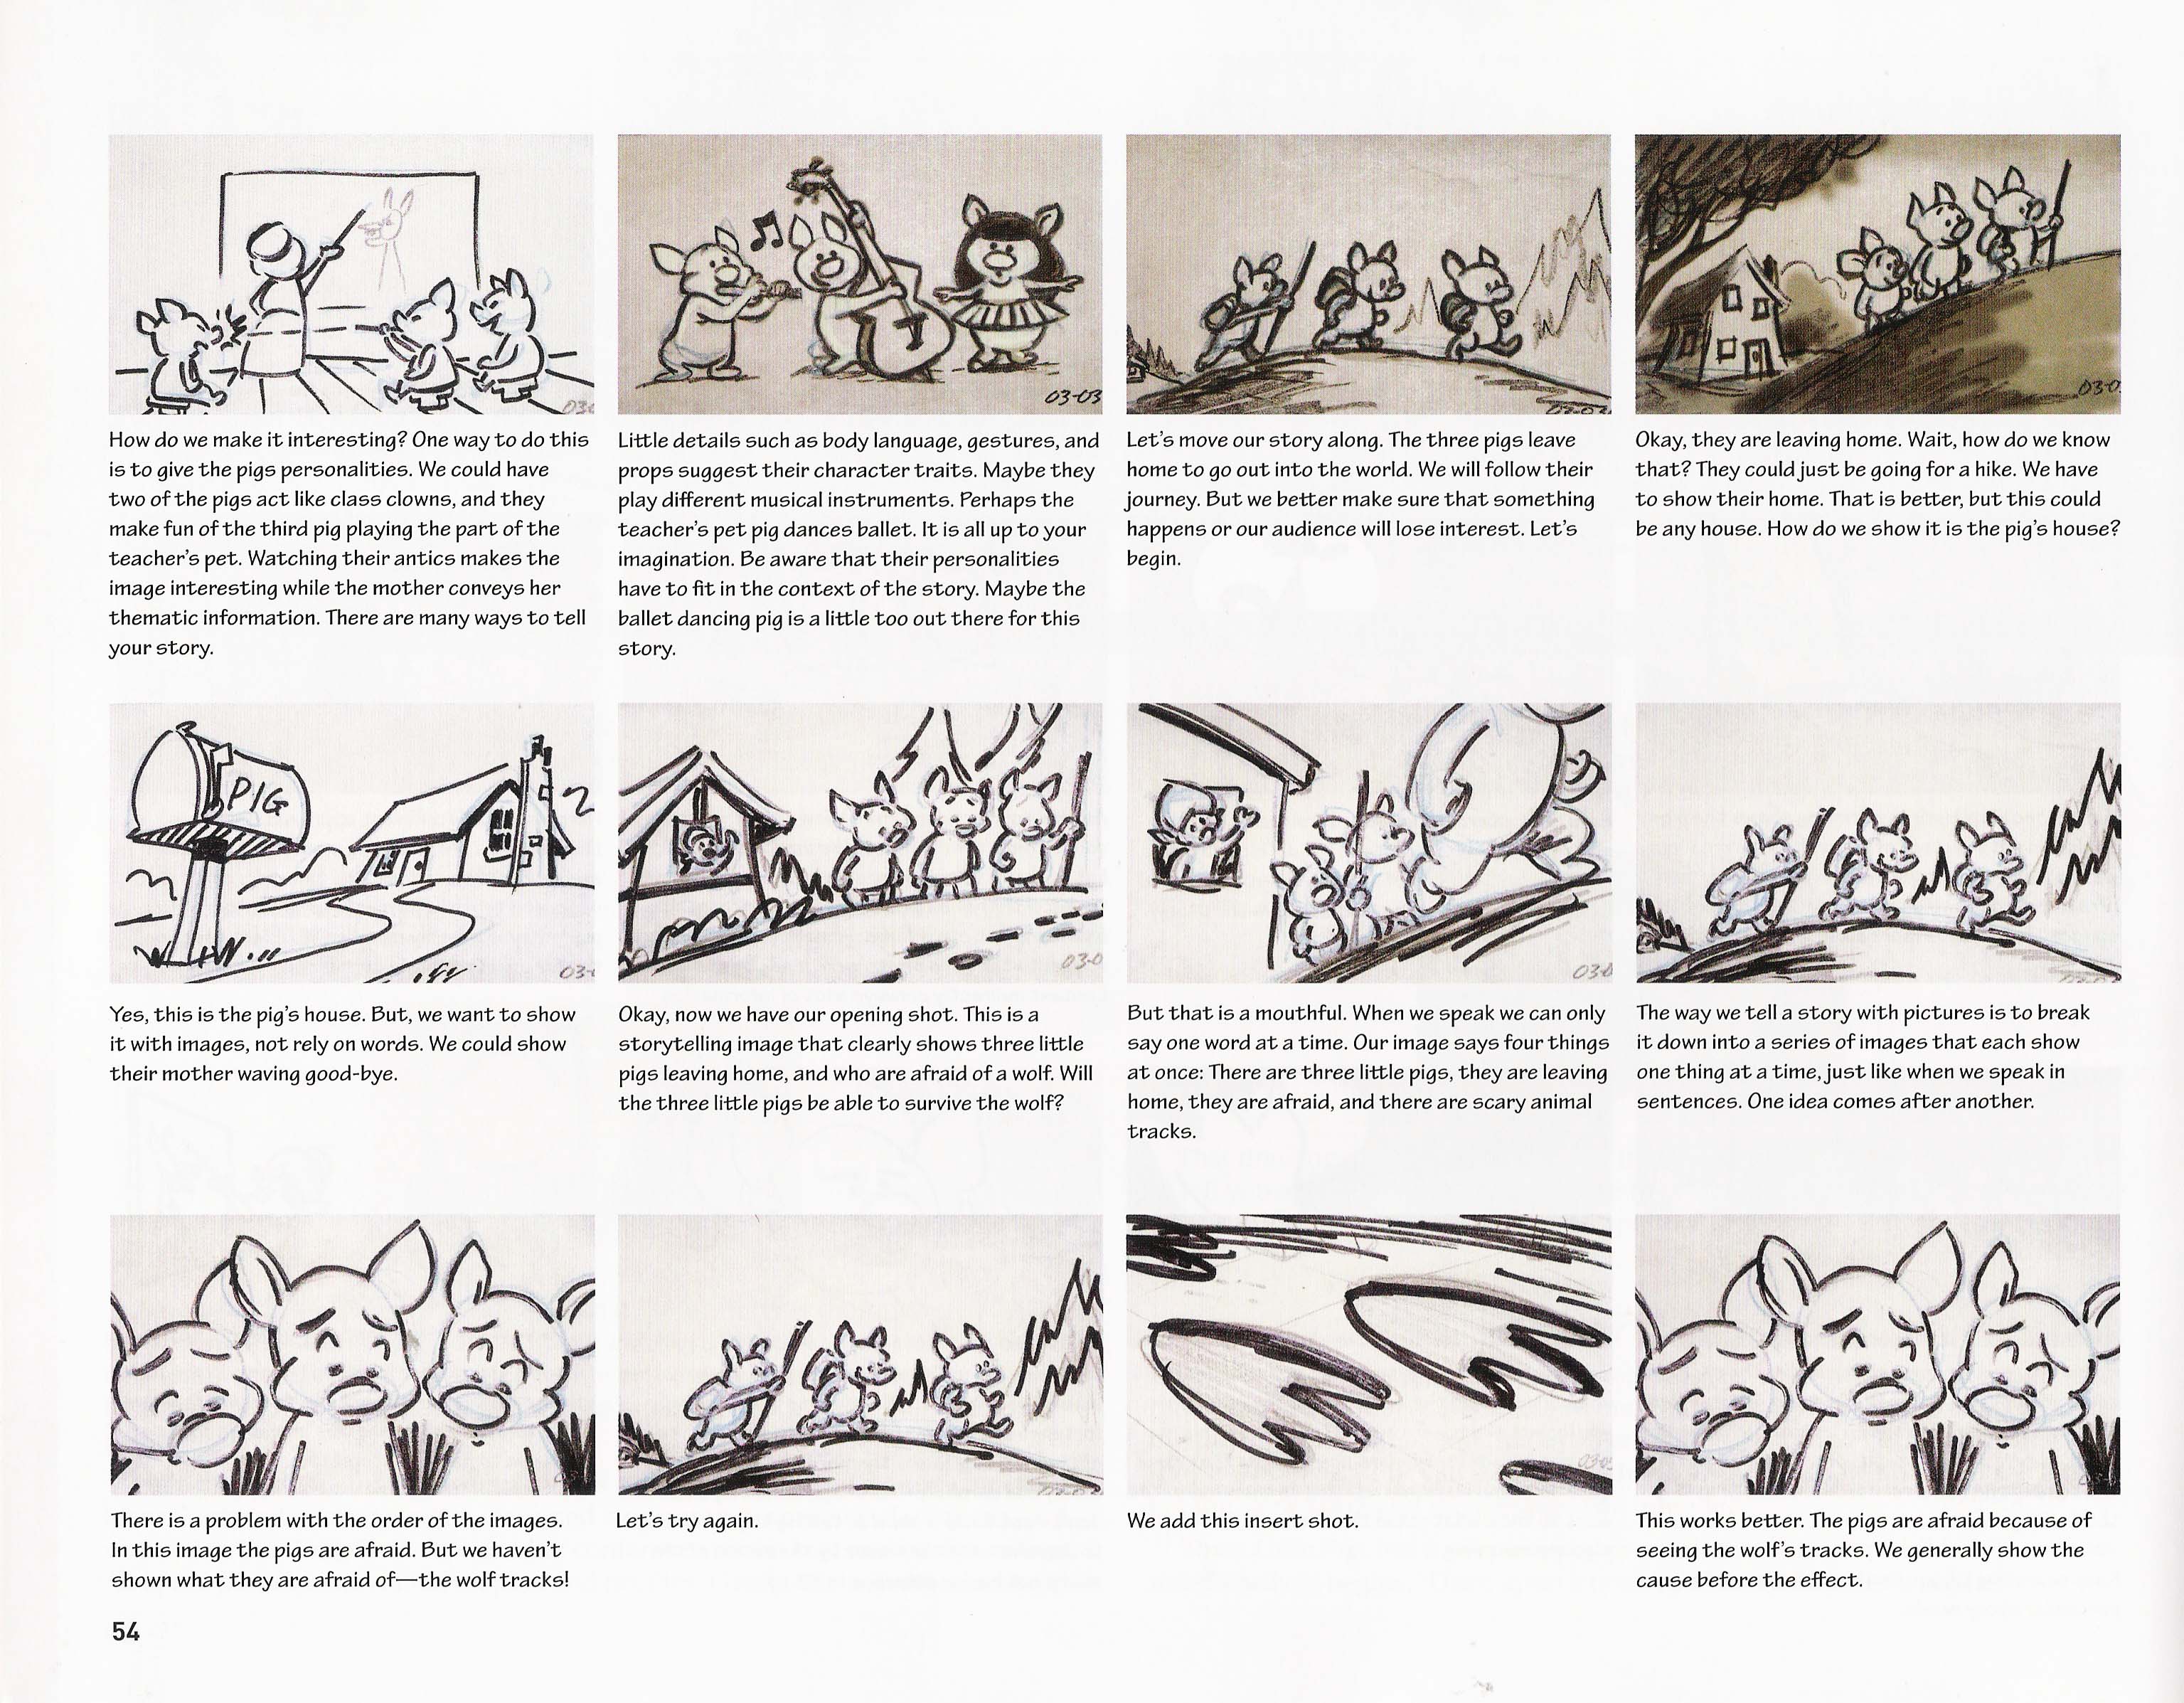 How do we make it interesting? One way to do this
is to give the pigs personalities. We could have
two of the pigs act like class clowns, and they
make fun of the third pig playing the part of the
teacher's pet. Watching their antics makes the
image interesting while the mother conveys her
thematic information. There are many ways to tell
your story.
03-03
Little details such as body language, gestures, and
props suggest their character traits. Maybe they
play different musical instruments. Perhaps the
teacher's pet pig dances ballet. It is all up to your
imagination. Be aware that their personalities
have to fit in the context of the story. Maybe the
ballet dancing pig is a little too out there for this
story.
Let's move our story along. The three pigs leave
home to go out into the world. We will follow their
journey. But we better make sure that something
happens or our audience will lose interest. Let's
begin.
Okay, they are leaving home. Wait, how do we know
that? They could just be going for a hike. We have
to show their home. That is better, but this could
be any house. How do we show it is the pig's house?
PIG
Yes, this is the pig's house. But, we want to show
it with images, not rely on words. We could show
their mother waving good-bye.
Okay, now we have our opening shot. This is a
storytelling image that clearly shows three little
pigs leaving home, and who are afraid of a wolf. Will
the three little pigs be able to survive the wolf?
But that is a mouthful. When we speak we can only
say one word at a time. Our image says four things
at once: There are three little pigs, they are leaving
home, they are afraid, and there are scary animal
tracks.
The way we tell a story with pictures is to break
it down into a series of images that each show
one thing at a time, just like when we speak in
sentences. One idea comes after another.
There is a problem with the order of the images.
In this image the pigs are afraid. But we haven't
shown what they are afraid of—the wolf tracks!
Let's try again.
We add this insert shot.
This works better. The pigs are afraid because of
seeing the wolf's tracks. We generally show the
cause before the effect.
54